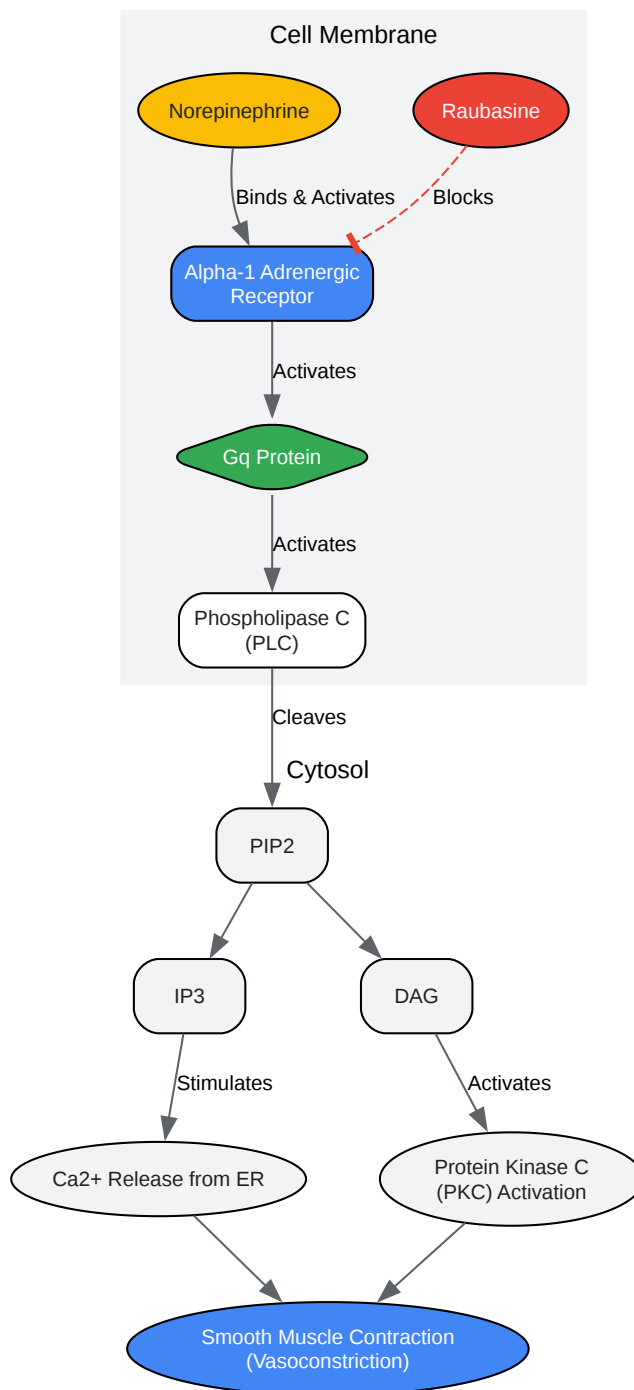 Cell Membrane
Norepinephrine
Raubasine
Binds & Activates
Blocks
Alpha-1 Adrenergic
Receptor
Activates
Gq Protein
Activates
Phospholipase C
(PLC)
Cleaves
Cytosol
PIP2
IP3
DAG
Stimulates
Activates
Ca2+ Release from ER
Protein Kinase C
(PKC) Activation
Smooth Muscle Contraction
(Vasoconstriction)